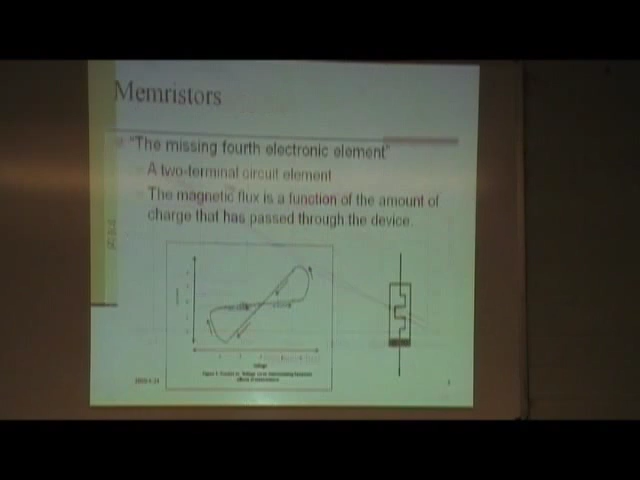 Memristors
"The missing fourth electronic element"
A two-terminal circuit element
The magnetic flux is a function of the amount of
charge that has passed through the device.
Voltage